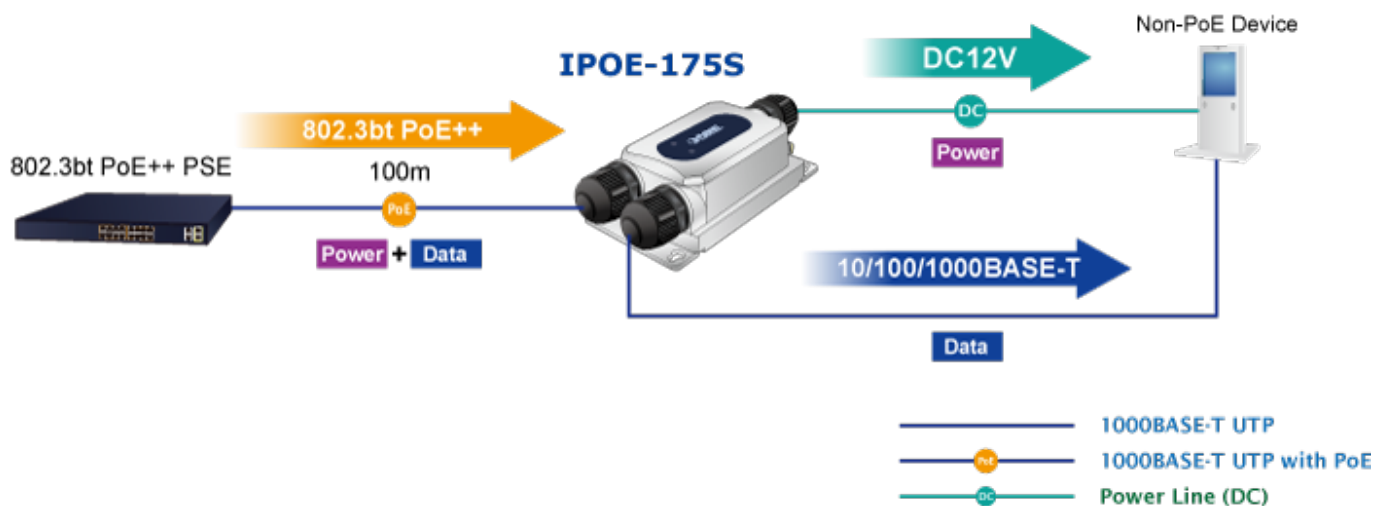 Non-PoE Device
DC12V
IPOE-175S
DC
802.3bt PoE++
Power
802.3bt PoE++ PSE
100m
PoE
Power + Data
10/100/1000BASE-T
Data
1000BASE-T UTP
PoE
1000BASE-T UTP with PoE
DC
Power Line (DC)